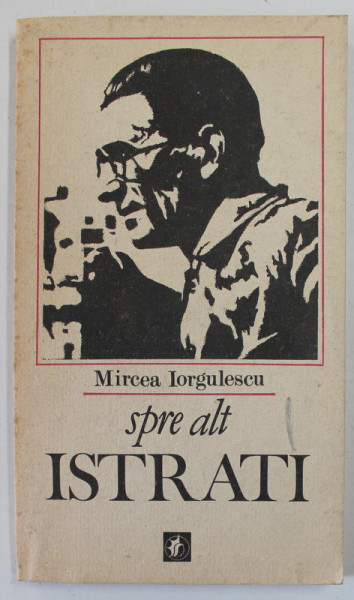 Mircea Iorgulescu
spre alt
ISTRATI